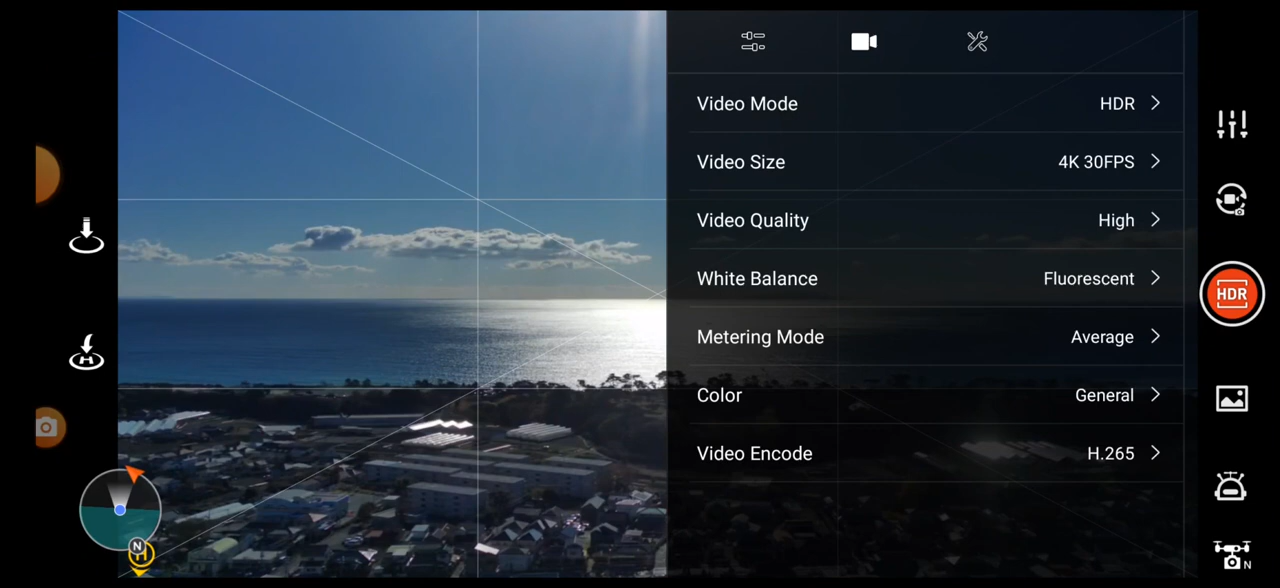 Video Mode HDR
Video Size 4K 30FPS
Video Quality High
White Balance Fluorescent
Metering Mode Average
Color General
Video Encode H.265
HDR
H
N
H
N